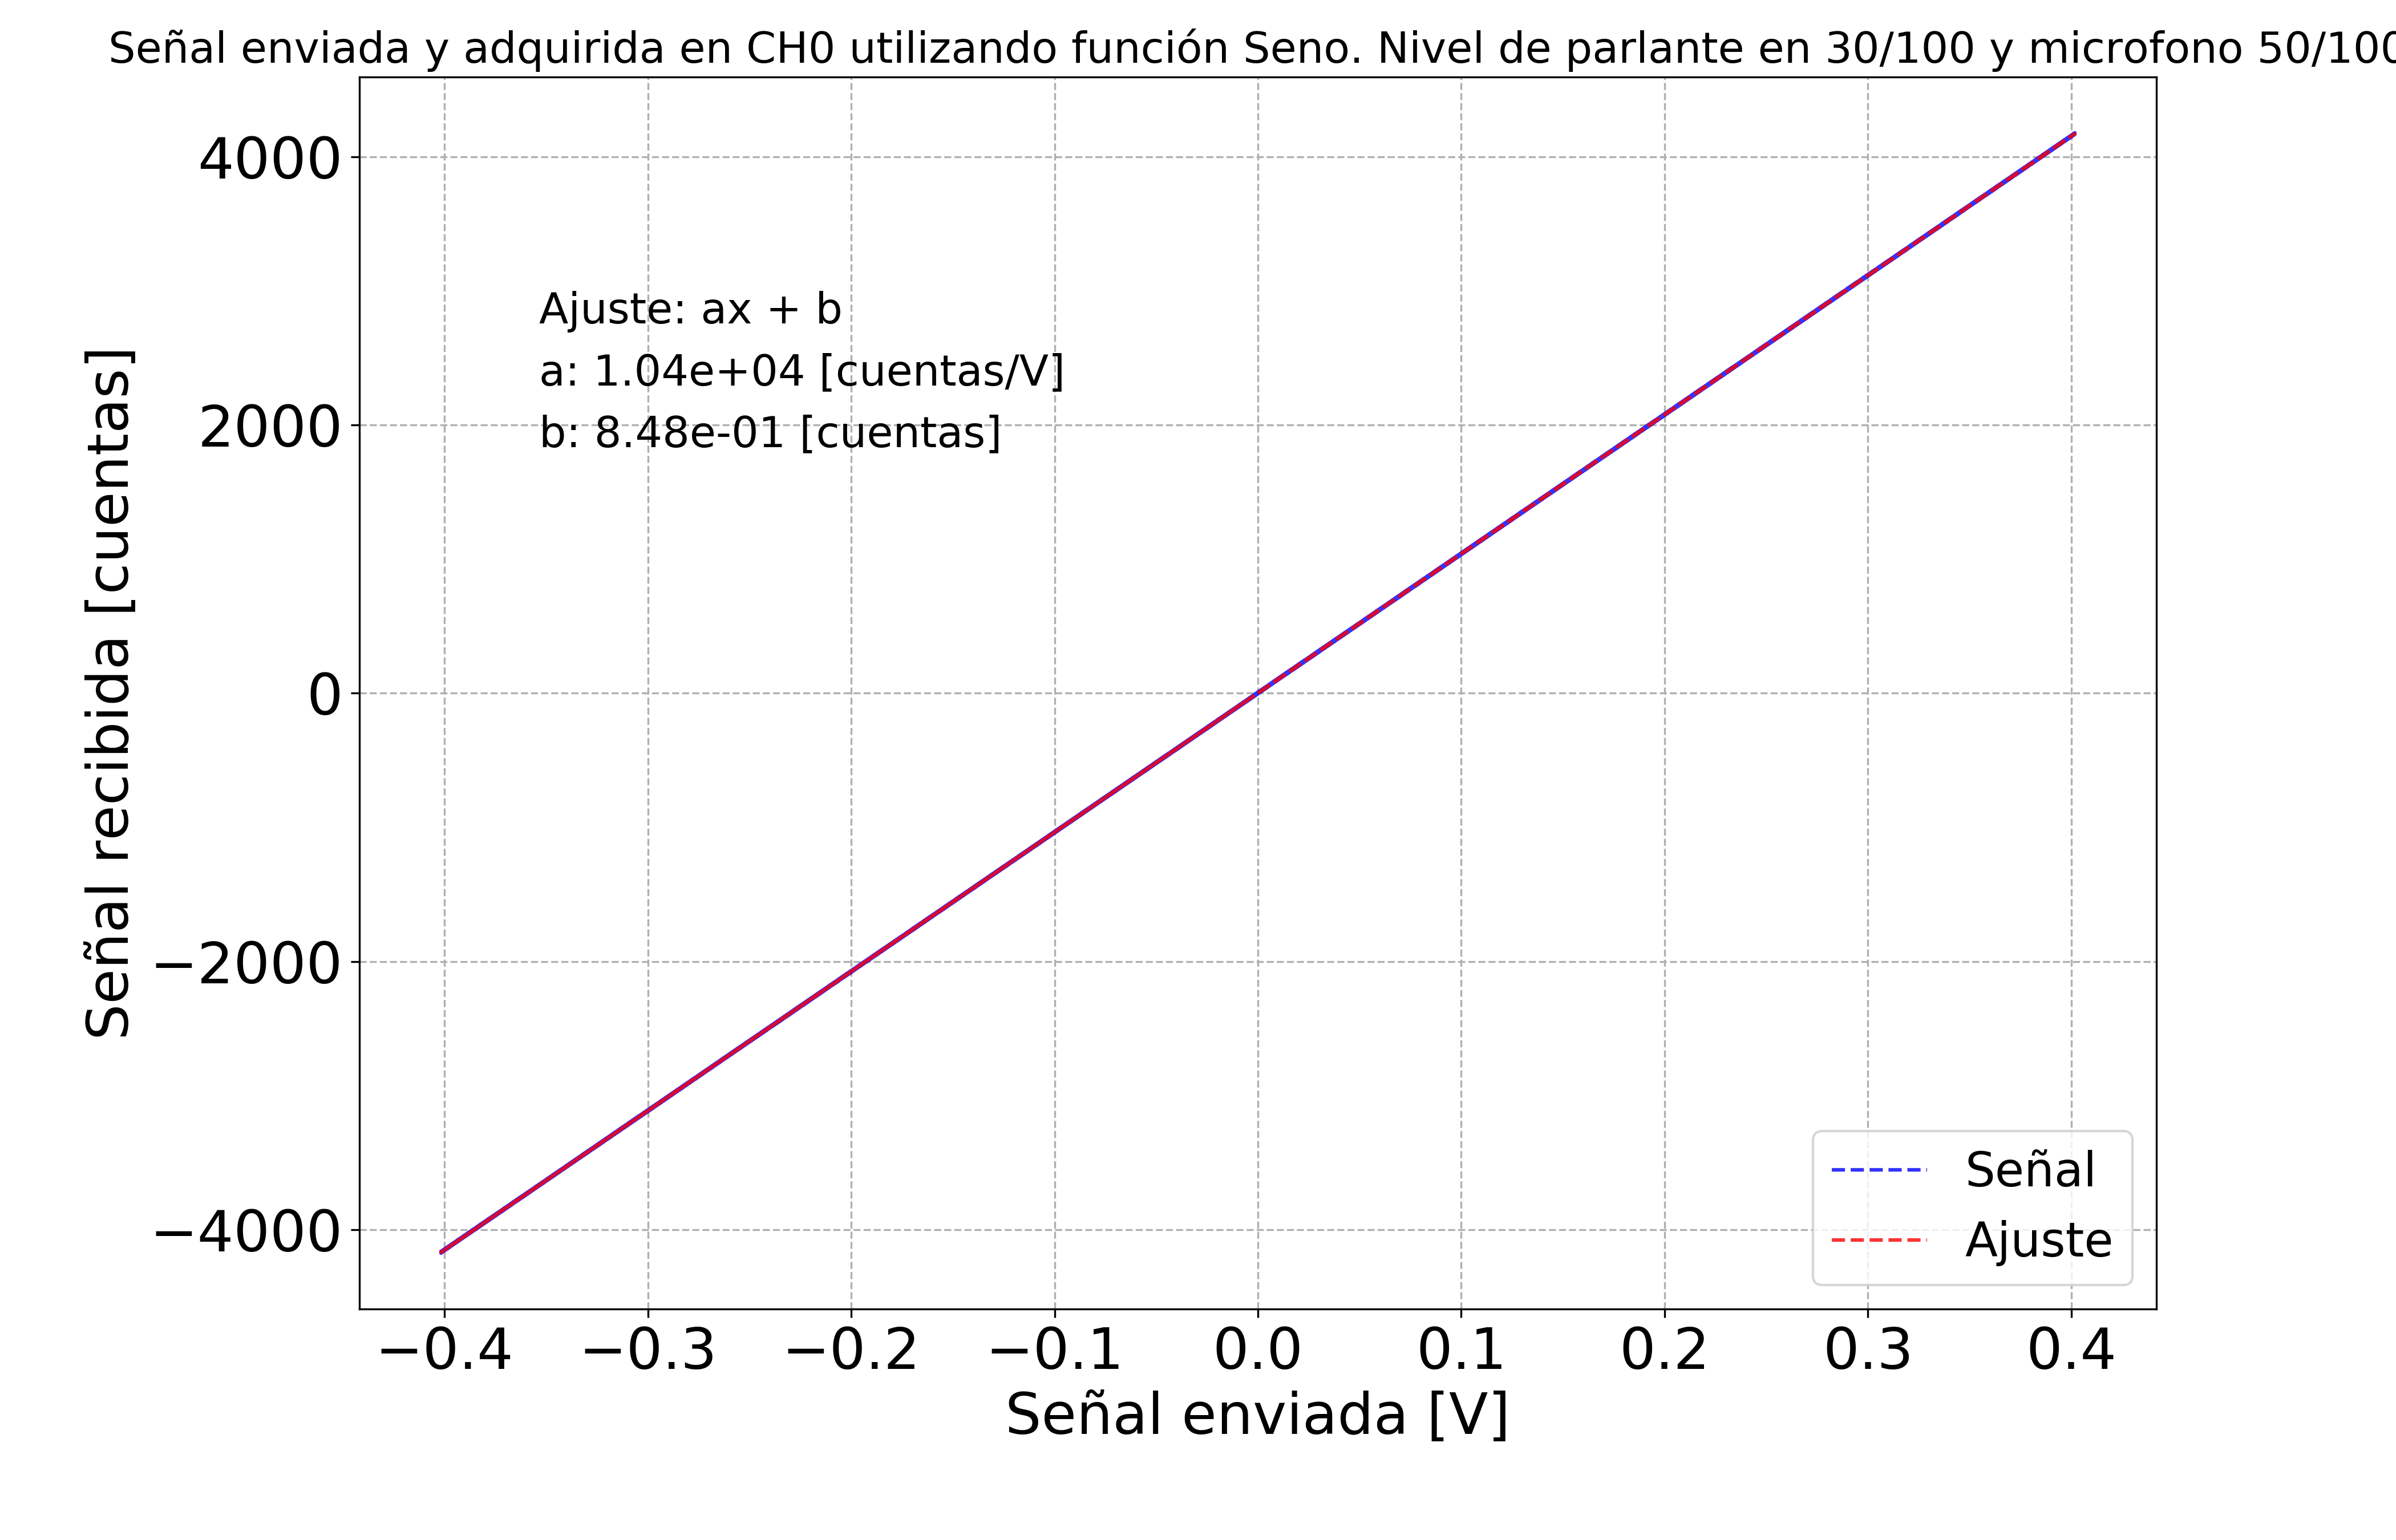 Señal enviada y adquirida en CH0 utilizando función Seno. Nivel de parlante en 30/100 y microfono 50/100
Señal recibida [cuentas]
4000
2000
0
−2000
−4000
Ajuste: ax + b
a: 1.04e+04 [cuentas/V]
b: 8.48e-01 [cuentas]
Señal
Ajuste
−0.4 −0.3 −0.2 −0.1 0.0 0.1 0.2 0.3 0.4
Señal enviada [V]